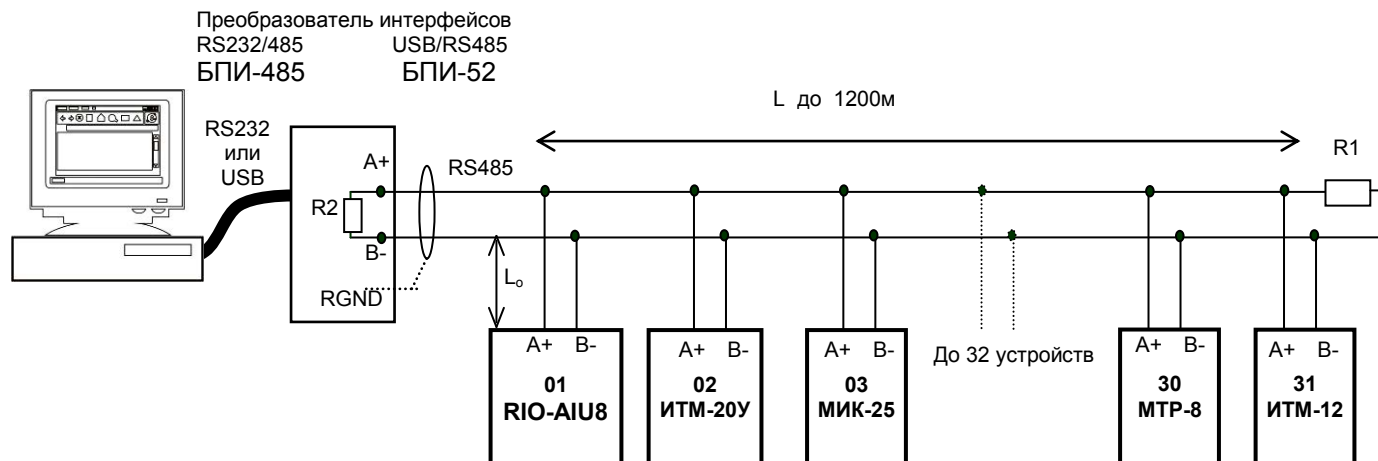 Преобразователь интерфейсов
RS232/485 USB/RS485
БПИ-485 БПИ-52
L до 1200м
RS232
или
USB
A+
RS485
R1
R2
B-
RGND
Lo
A+ B-
01
RIO-AIU8
A+ B-
02
ИТМ-20У
A+ B-
03
МИК-25
До 32 устройств
A+ B-
30
МТР-8
A+ B-
31
ИТМ-12